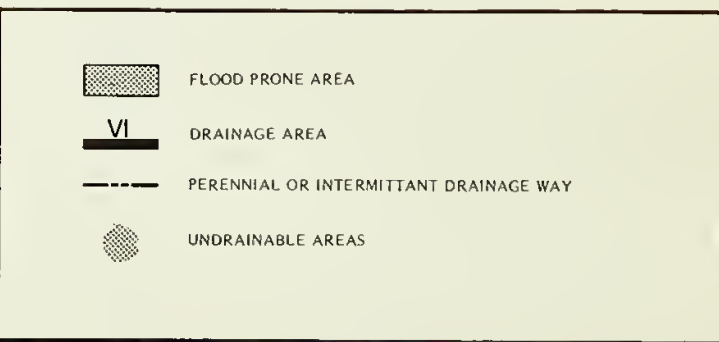 FLOOD PRONE AREA
VI
DRAINAGE AREA
PERENNIAL OR INTERMITTANT DRAINAGE WAY
UNDRAINABLE AREAS